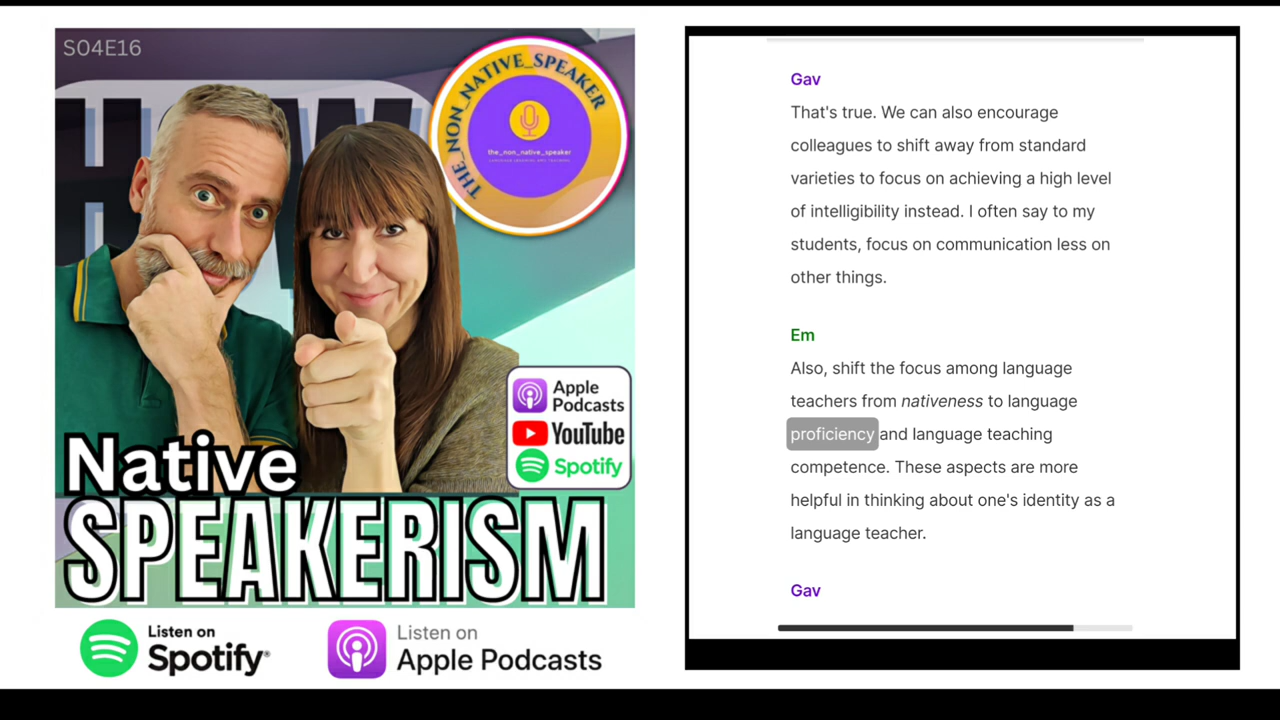 S04E16
THE_NON_NATIVE_SPEAKER
the_non_native_speaker
Apple
Podcasts
YouTube
Spotify
Native
SPEAKERISM
Listen on
Spotify®
Listen on
Apple Podcasts
Gav
That's true. We can also encourage
colleagues to shift away from standard
varieties to focus on achieving a high level
of intelligibility instead. I often say to my
students, focus on communication less on
other things.
Em
Also, shift the focus among language
teachers from nativeness to language
proficiency and language teaching
competence. These aspects are more
helpful in thinking about one's identity as a
language teacher.
Gav